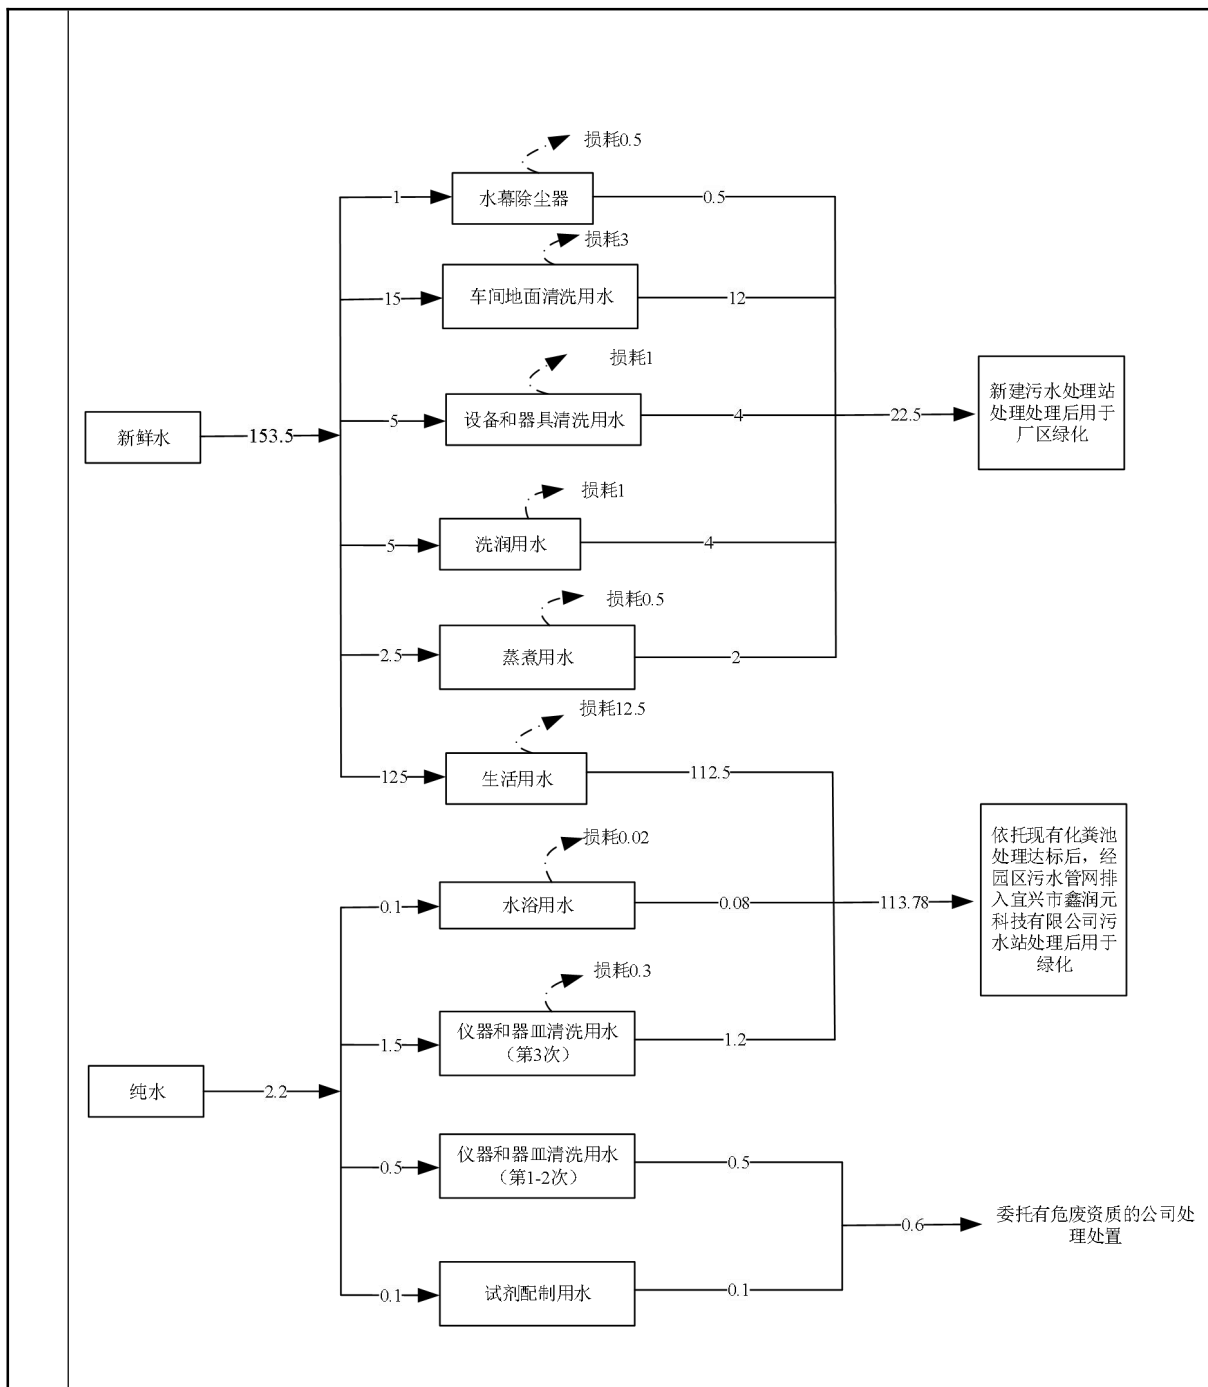 损耗0.5
1
水幕除尘器
0.5
损耗3
15
车间地面清洗用水
12
损耗1
5
设备和器具清洗用水
4
22.5
新建污水处理站
处理处理后用于
厂区绿化
新鲜水
153.5
损耗1
5
洗润用水
4
损耗0.5
2.5
蒸煮用水
2
损耗12.5
125
生活用水
112.5
损耗0.02
0.1
水浴用水
0.08
113.78
依托现有化粪池
处理达标后，经
园区污水管网排
入宜兴市鑫润元
科技有限公司污
水站处理后用于
绿化
损耗0.3
1.5
仪器和器皿清洗用水
（第3次）
1.2
纯水
2.2
0.5
仪器和器皿清洗用水
（第1-2次）
0.5
0.6
委托有危废资质的公司处
理处置
0.1
试剂配制用水
0.1